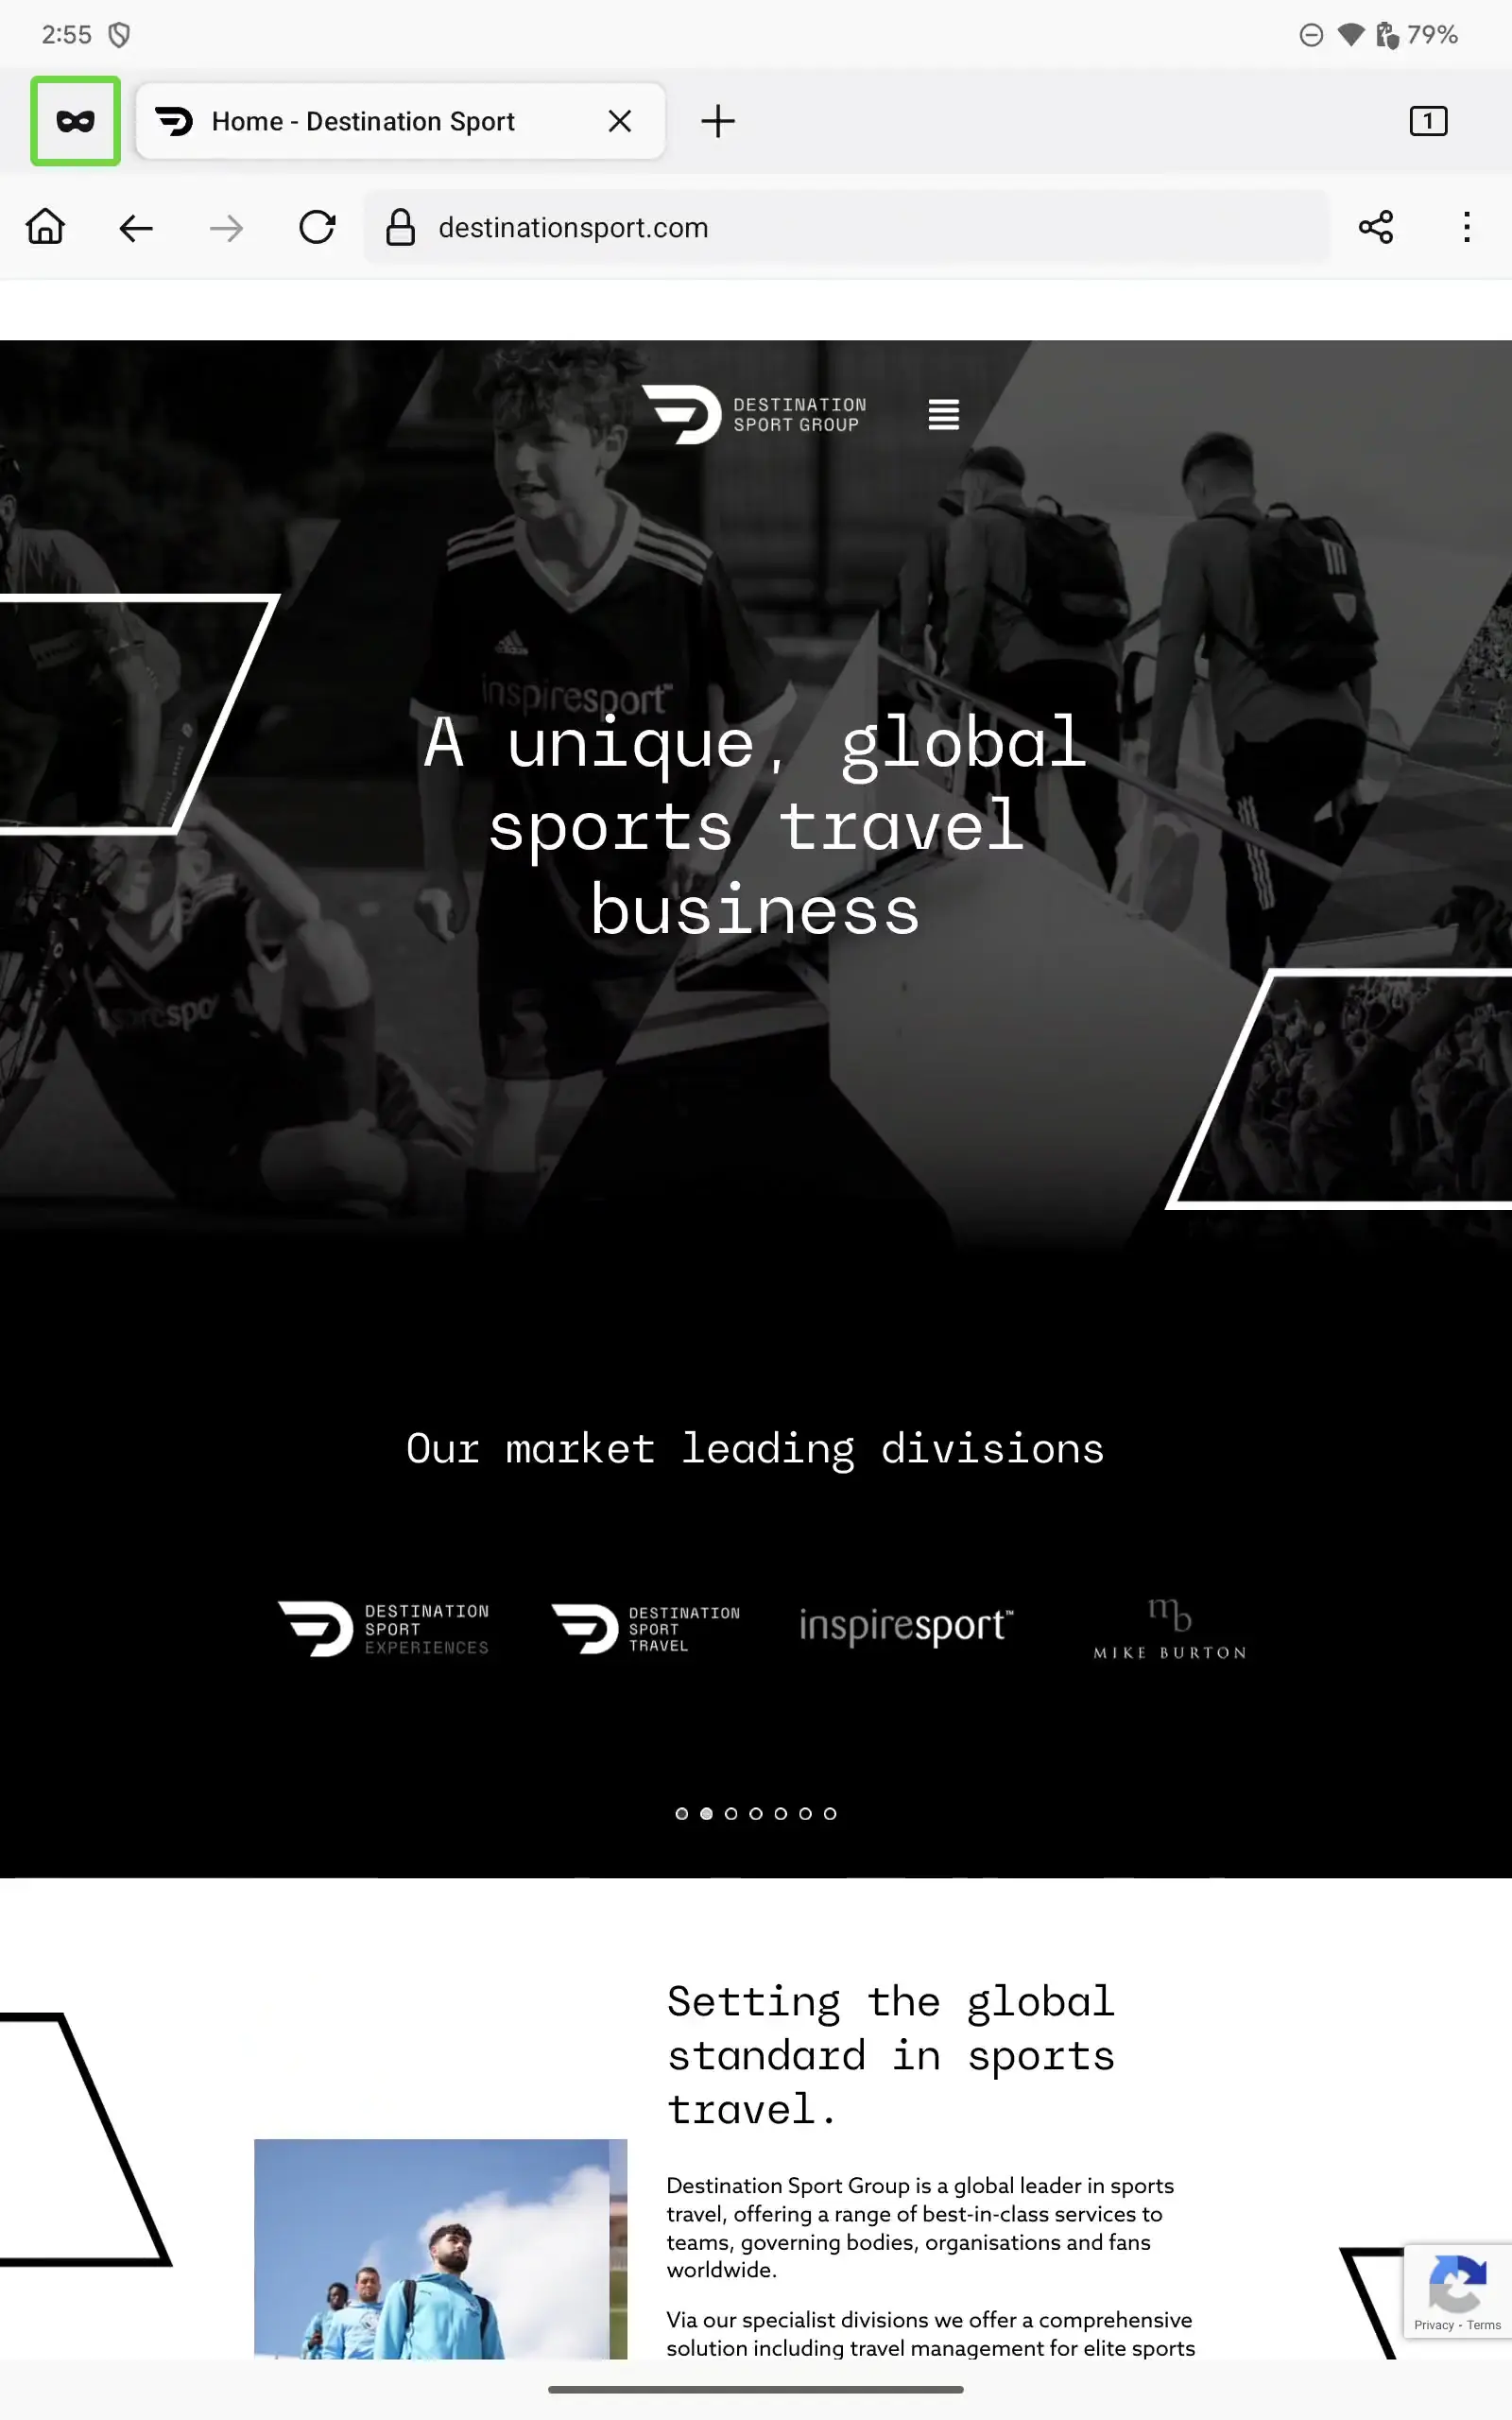 2:55
79%
Home - Destination Sport
1
destinationsport.com
DESTINATION
SPORT GROUP
inspiresport™
A unique, global
sports travel
business
Our market leading divisions
DESTINATION
SPORT
EXPERIENCES
DESTINATION
SPORT
TRAVEL
inspiresport™
mb
MIKE BURTON
Setting the global
standard in sports
travel.
Destination Sport Group is a global leader in sports
travel, offering a range of best-in-class services to
teams, governing bodies, organisations and fans
worldwide.
Via our specialist divisions we offer a comprehensive
solution including travel management for elite sports
Privacy - Terms